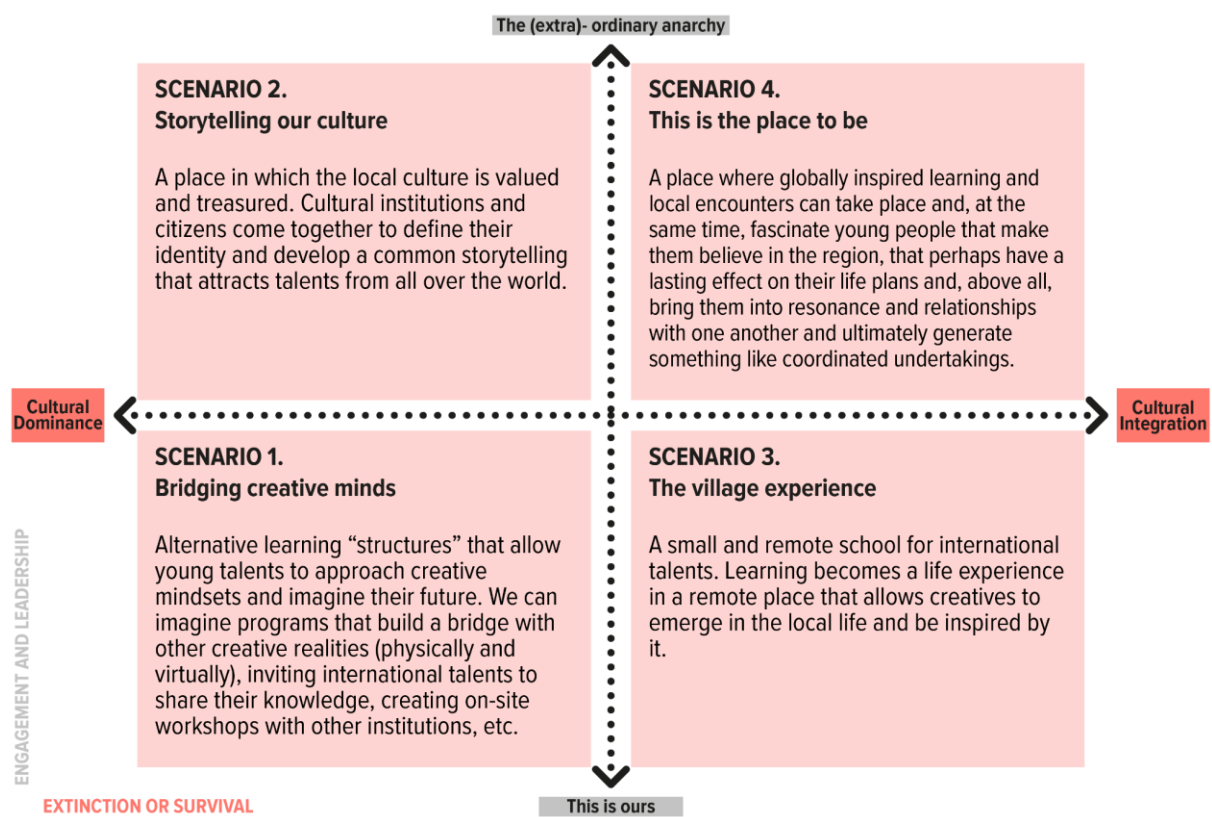 The (extra)- ordinary anarchy
SCENARIO 2.
Storytelling our culture
A place in which the local culture is valued
and treasured. Cultural institutions and
citizens come together to define their
identity and develop a common storytelling
that attracts talents from all over the world.
SCENARIO 4.
This is the place to be
A place where globally inspired learning and
local encounters can take place and, at the
same time, fascinate young people that make
them believe in the region, that perhaps have a
lasting effect on their life plans and, above all,
bring them into resonance and relationships
with one another and ultimately generate
something like coordinated undertakings.
Cultural
Dominance
Cultural
Integration
SCENARIO 1.
Bridging creative minds
Alternative learning “structures” that allow
young talents to approach creative
mindsets and imagine their future. We can
imagine programs that build a bridge with
other creative realities (physically and
virtually), inviting international talents to
share their knowledge, creating on-site
workshops with other institutions, etc.
SCENARIO 3.
The village experience
A small and remote school for international
talents. Learning becomes a life experience
in a remote place that allows creatives to
emerge in the local life and be inspired by
it.
ENGAGEMENT AND LEADERSHIP
EXTINCTION OR SURVIVAL
This is ours